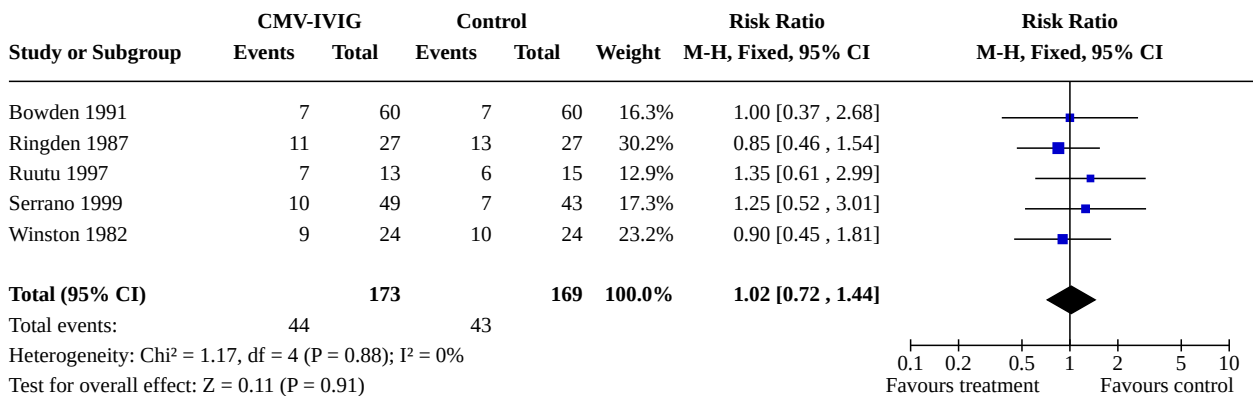 CMV-IVIG Control Risk Ratio Risk Ratio
Study or Subgroup Events Total Events Total Weight M-H, Fixed, 95% CI M-H, Fixed, 95% CI
Bowden 1991 7 60 7 60 16.3% 1.00 [0.37 , 2.68]
Ringden 1987 11 27 13 27 30.2% 0.85 [0.46 , 1.54]
Ruutu 1997 7 13 6 15 12.9% 1.35 [0.61 , 2.99]
Serrano 1999 10 49 7 43 17.3% 1.25 [0.52 , 3.01]
Winston 1982 9 24 10 24 23.2% 0.90 [0.45 , 1.81]
Total (95% CI) 173 169 100.0% 1.02 [0.72 , 1.44]
Total events: 44 43
Heterogeneity: Chi² = 1.17, df = 4 (P = 0.88); I² = 0%
Test for overall effect: Z = 0.11 (P = 0.91)
0.1 0.2 0.5 1 2 5 10
Favours treatment Favours control